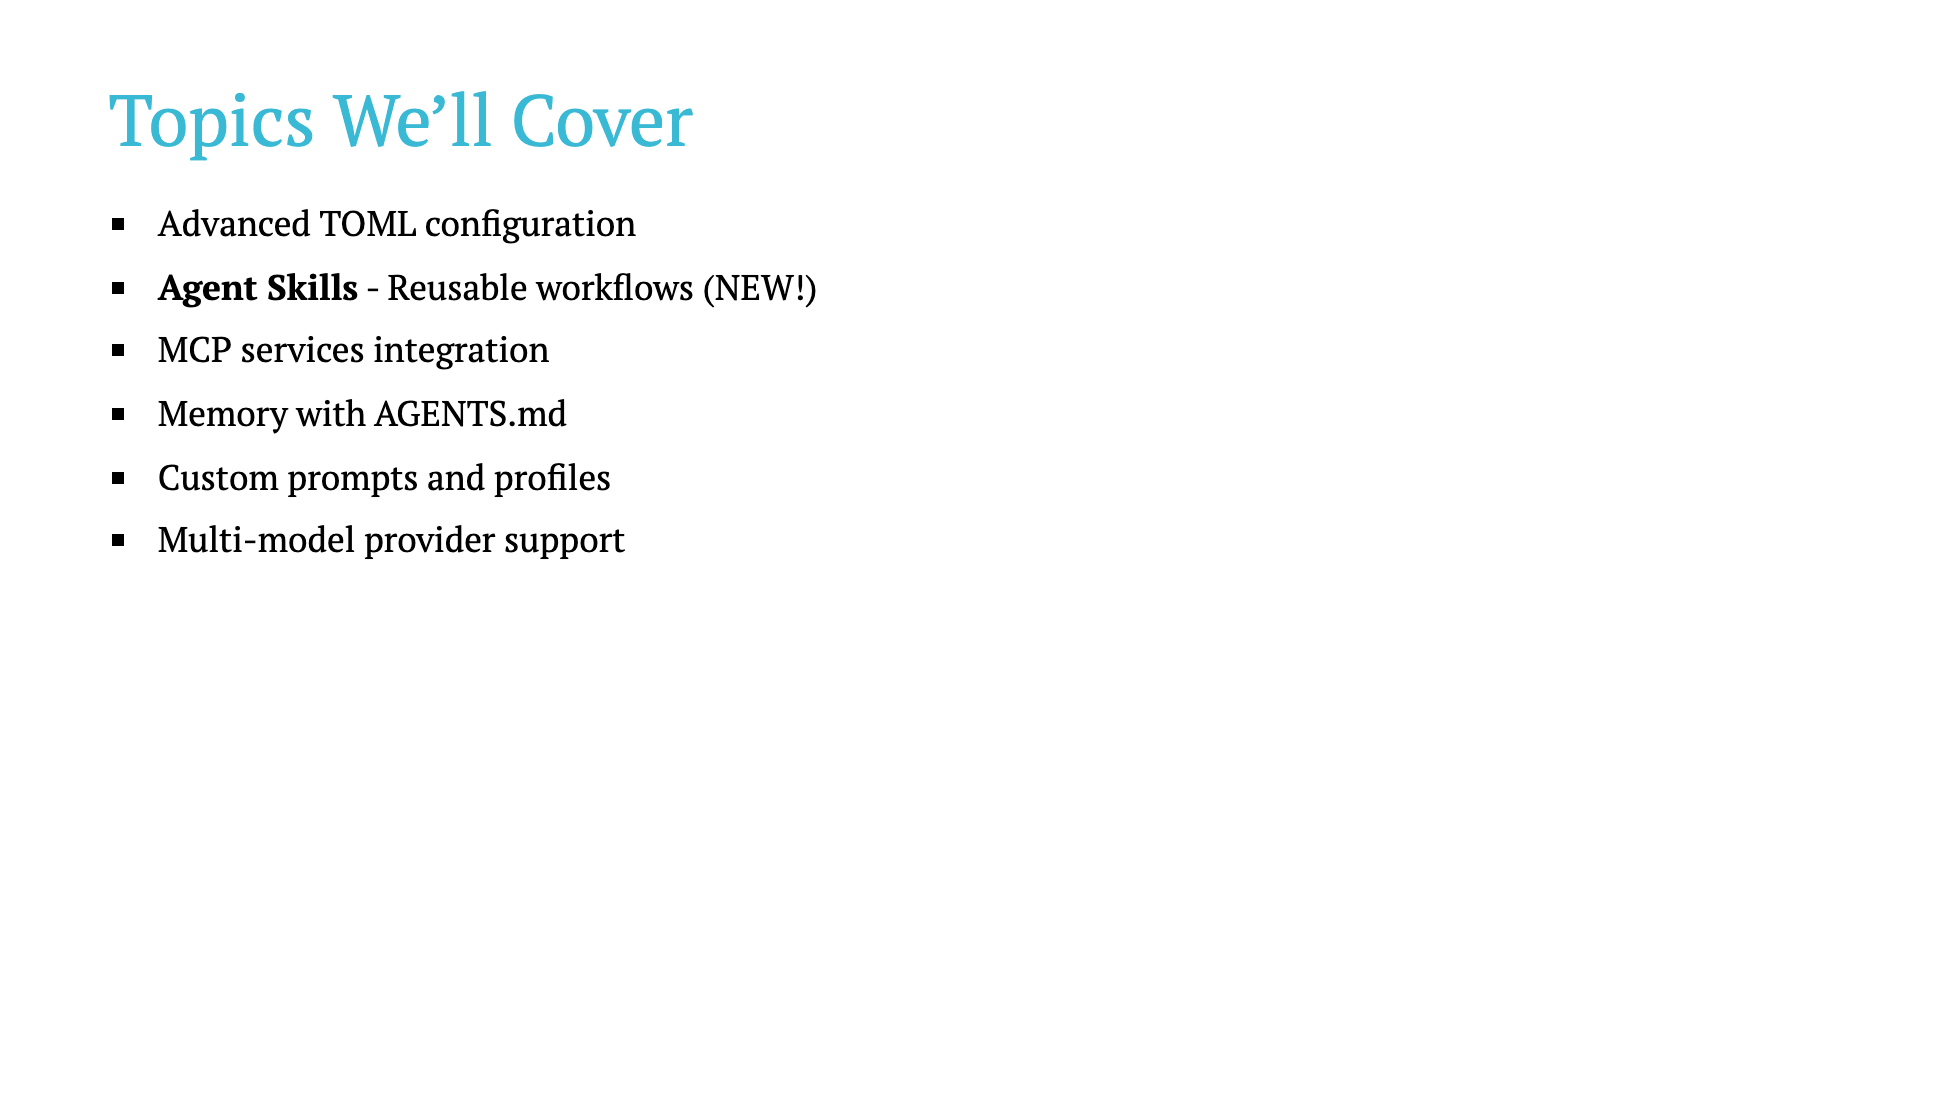 Topics We’ll Cover
▪ Advanced TOML configuration
▪ Agent Skills - Reusable workflows (NEW!)
▪ MCP services integration
▪ Memory with AGENTS.md
▪ Custom prompts and profiles
▪ Multi-model provider support